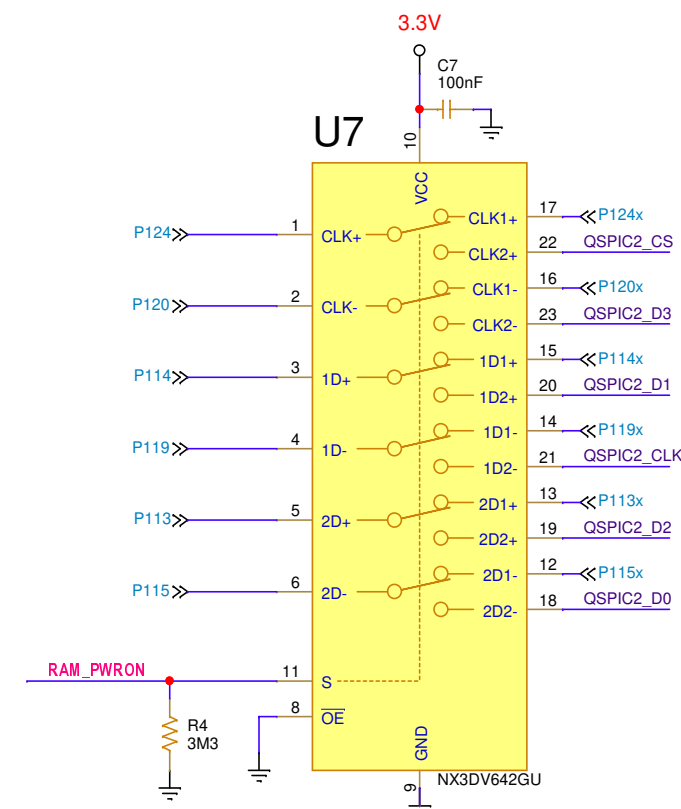 3.3V
C7
100nF
U7
10
VCC
P124 1 CLK+ CLK1+ 17 P124x
CLK2+ 22 QSPIC2_CS
P120 2 CLK- CLK1- 16 P120x
CLK2- 23 QSPIC2_D3
P114 3 1D+ 1D1+ 15 P114x
1D2+ 20 QSPIC2_D1
P119 4 1D- 1D1- 14 P119x
1D2- 21 QSPIC2_CLK
P113 5 2D+ 2D1+ 13 P113x
2D2+ 19 QSPIC2_D2
P115 6 2D- 2D1- 12 P115x
2D2- 18 QSPIC2_D0
RAM_PWRON 11 S
8 OE
R4
3M3
GND
9
NX3DV642GU